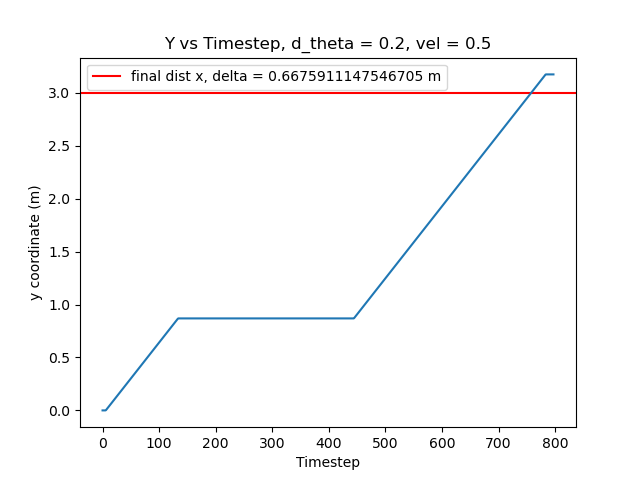 Y vs Timestep, d_theta = 0.2, vel = 0.5
final dist x, delta = 0.6675911147546705 m
3.0
2.5
2.0
1.5
1.0
0.5
0.0
y coordinate (m)
0 100 200 300 400 500 600 700 800
Timestep